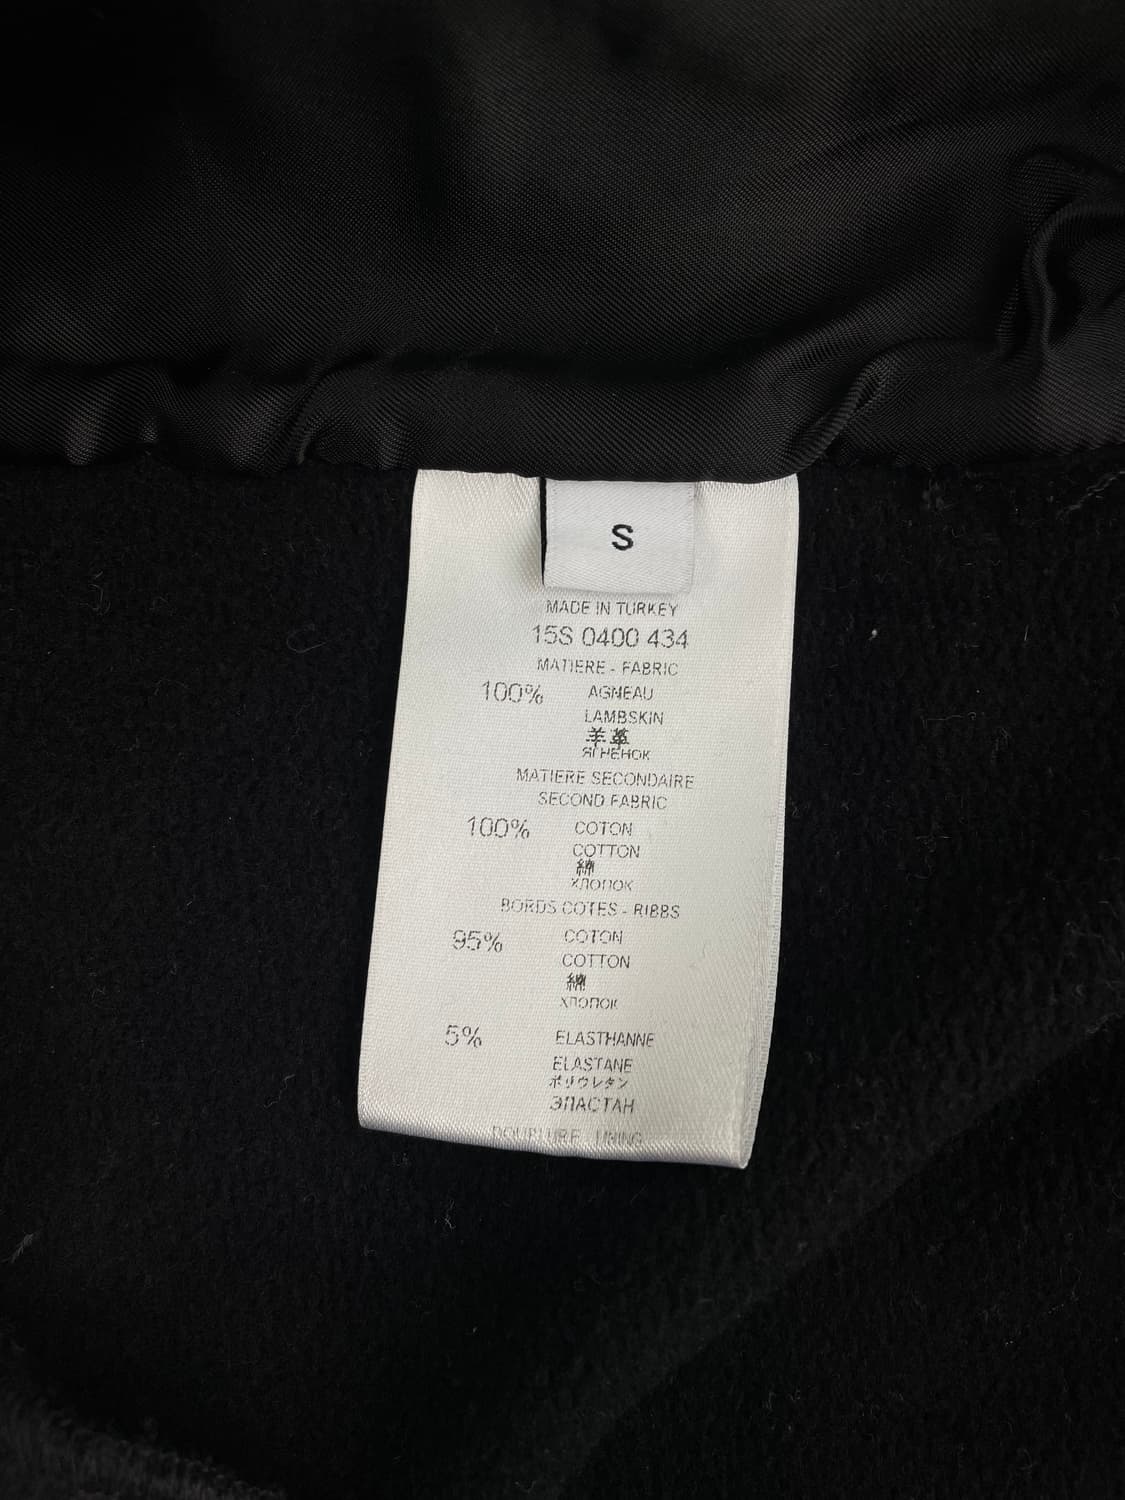 S
MADE IN TURKEY
15S 0400 434
MATIERE - FABRIC
100% AGNEAU
LAMBSKIN
羊革
ЯГНЕНОК
MATIERE SECONDAIRE
SECOND FABRIC
100% COTON
COTTON
綿
ХЛОПОК
BORDS COTES - RIBBS
95% COTON
COTTON
綿
ХЛОПОК
5% ELASTHANNE
ELASTANE
ポリウレタン
ЭЛАСТАН
DOUBLURE LINING